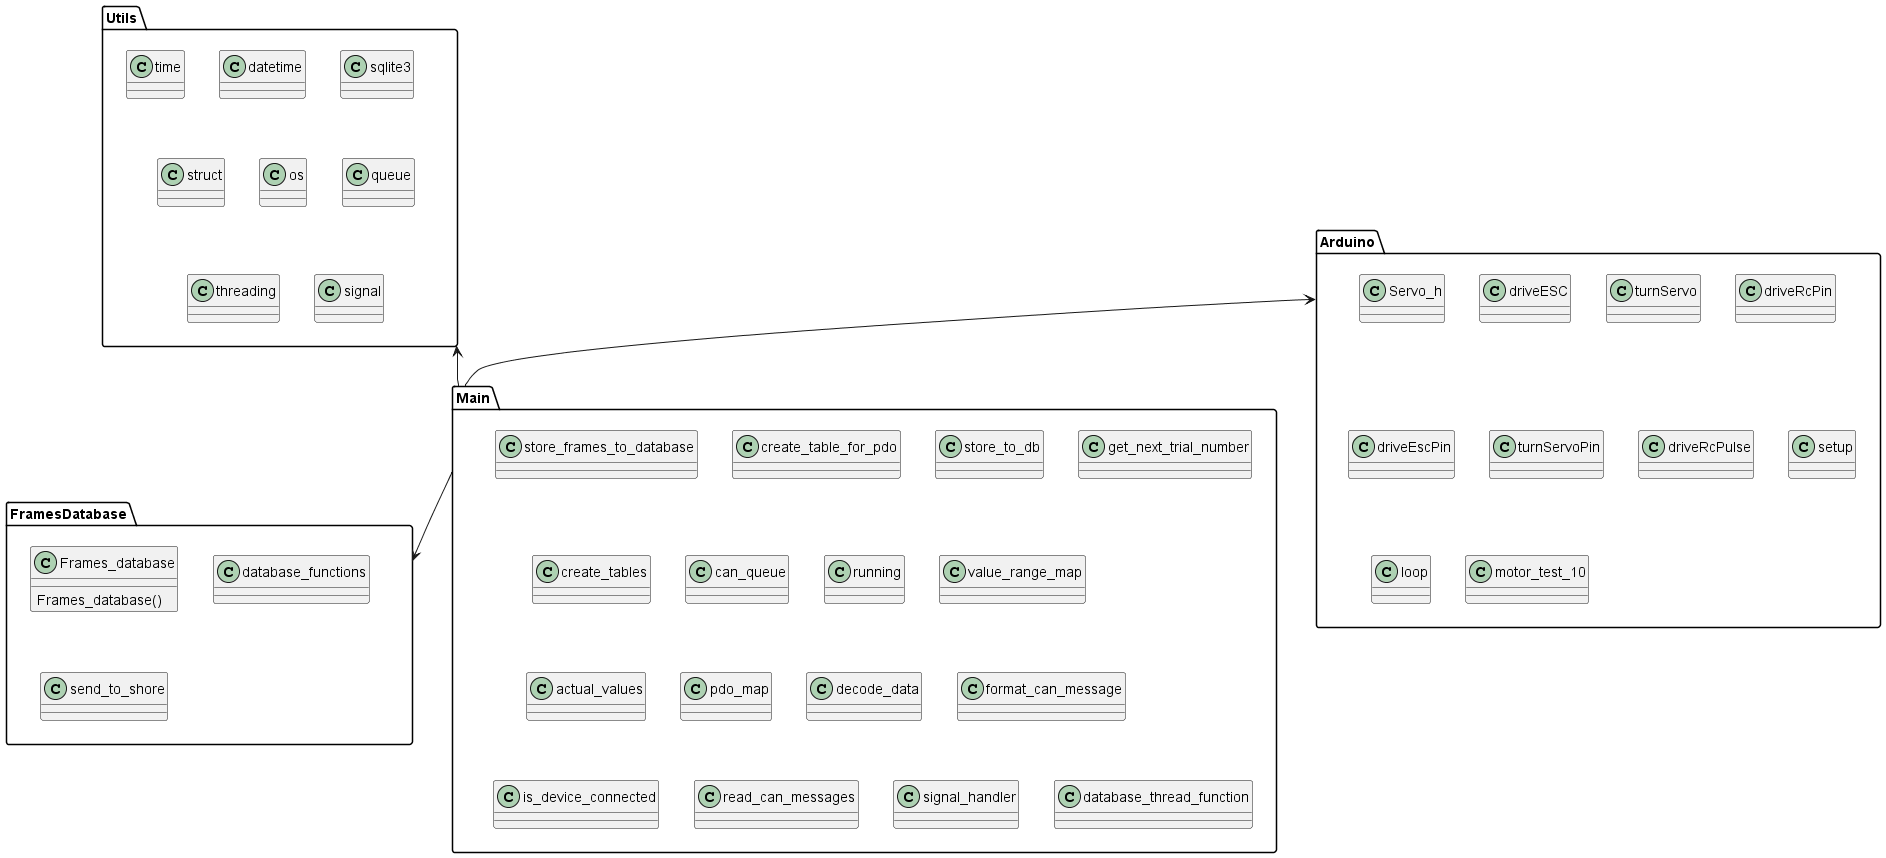 Utils
C time
C datetime
C sqlite3
C struct
C os
C queue
C threading
C signal
Arduino
C Servo_h
C driveESC
C turnServo
C driveRcPin
C driveEscPin
C turnServoPin
C driveRcPulse
C setup
C loop
C motor_test_10
Main
C store_frames_to_database
C create_table_for_pdo
C store_to_db
C get_next_trial_number
C create_tables
C can_queue
C running
C value_range_map
C actual_values
C pdo_map
C decode_data
C format_can_message
C is_device_connected
C read_can_messages
C signal_handler
C database_thread_function
FramesDatabase
C Frames_database
Frames_database()
C database_functions
C send_to_shore